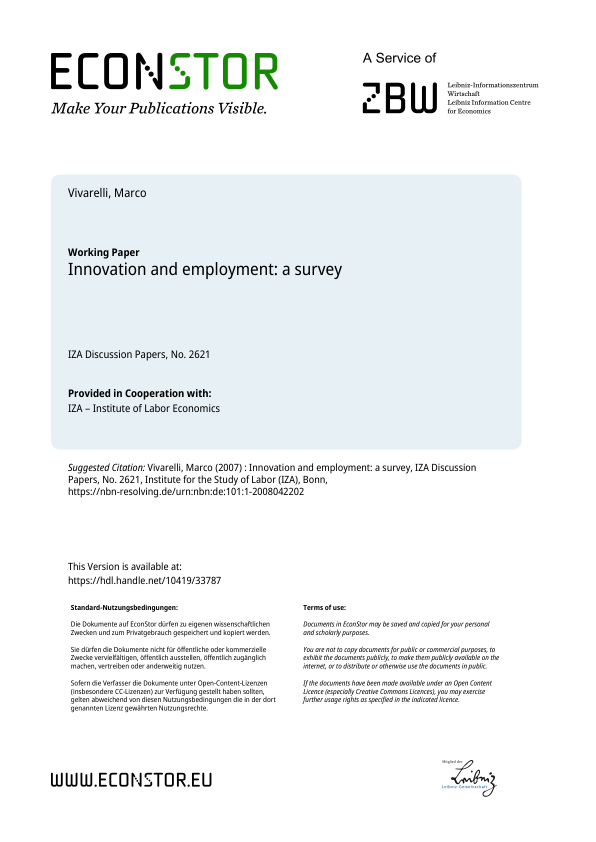 ECONSTOR
Make Your Publications Visible.
A Service of
ZBW
Leibniz-Informationszentrum
Wirtschaft
Leibniz Information Centre
for Economics
Vivarelli, Marco
Working Paper
Innovation and employment: a survey
IZA Discussion Papers, No. 2621
Provided in Cooperation with:
IZA – Institute of Labor Economics
Suggested Citation: Vivarelli, Marco (2007) : Innovation and employment: a survey, IZA Discussion
Papers, No. 2621, Institute for the Study of Labor (IZA), Bonn,
https://nbn-resolving.de/urn:nbn:de:101:1-2008042202
This Version is available at:
https://hdl.handle.net/10419/33787
Standard-Nutzungsbedingungen:
Die Dokumente auf EconStor dürfen zu eigenen wissenschaftlichen
Zwecken und zum Privatgebrauch gespeichert und kopiert werden.
Sie dürfen die Dokumente nicht für öffentliche oder kommerzielle
Zwecke vervielfältigen, öffentlich ausstellen, öffentlich zugänglich
machen, vertreiben oder anderweitig nutzen.
Sofern die Verfasser die Dokumente unter Open-Content-Lizenzen
(insbesondere CC-Lizenzen) zur Verfügung gestellt haben sollten,
gelten abweichend von diesen Nutzungsbedingungen die in der dort
genannten Lizenz gewährten Nutzungsrechte.
Terms of use:
Documents in EconStor may be saved and copied for your personal
and scholarly purposes.
You are not to copy documents for public or commercial purposes, to
exhibit the documents publicly, to make them publicly available on the
internet, or to distribute or otherwise use the documents in public.
If the documents have been made available under an Open Content
Licence (especially Creative Commons Licences), you may exercise
further usage rights as specified in the indicated licence.
WWW.ECONSTOR.EU
Mitglied der
Leibniz
Leibniz-Gemeinschaft